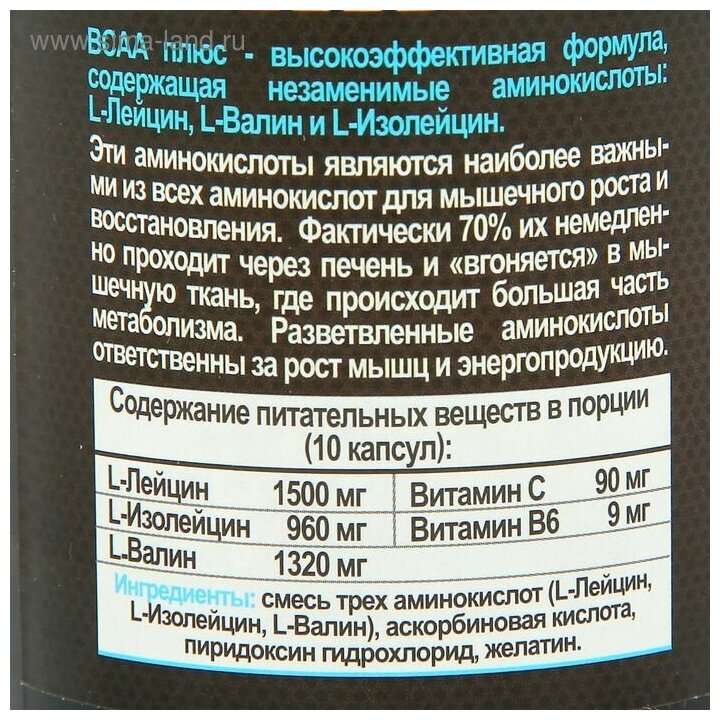 www.sima-land.ru
BCAA ПЛЮС - высокоэффективная формула,
содержащая незаменимые аминокислоты:
L-Лейцин, L-Валин и L-Изолейцин.
Эти аминокислоты являются наиболее важны-
ми из всех аминокислот для мышечного роста и
восстановления. Фактически 70% их немедлен-
но проходит через печень и «вгоняется» в мы-
шечную ткань, где происходит большая часть
метаболизма. Разветвленные аминокислоты
ответственны за рост мышц и энергопродукцию.
Содержание питательных веществ в порции
(10 капсул):
L-Лейцин 1500 мг Витамин С 90 мг
L-Изолейцин 960 мг Витамин В6 9 мг
L-Валин 1320 мг
Ингредиенты: смесь трех аминокислот (L-Лейцин,
L-Изолейцин, L-Валин), аскорбиновая кислота,
пиридоксин гидрохлорид, желатин.